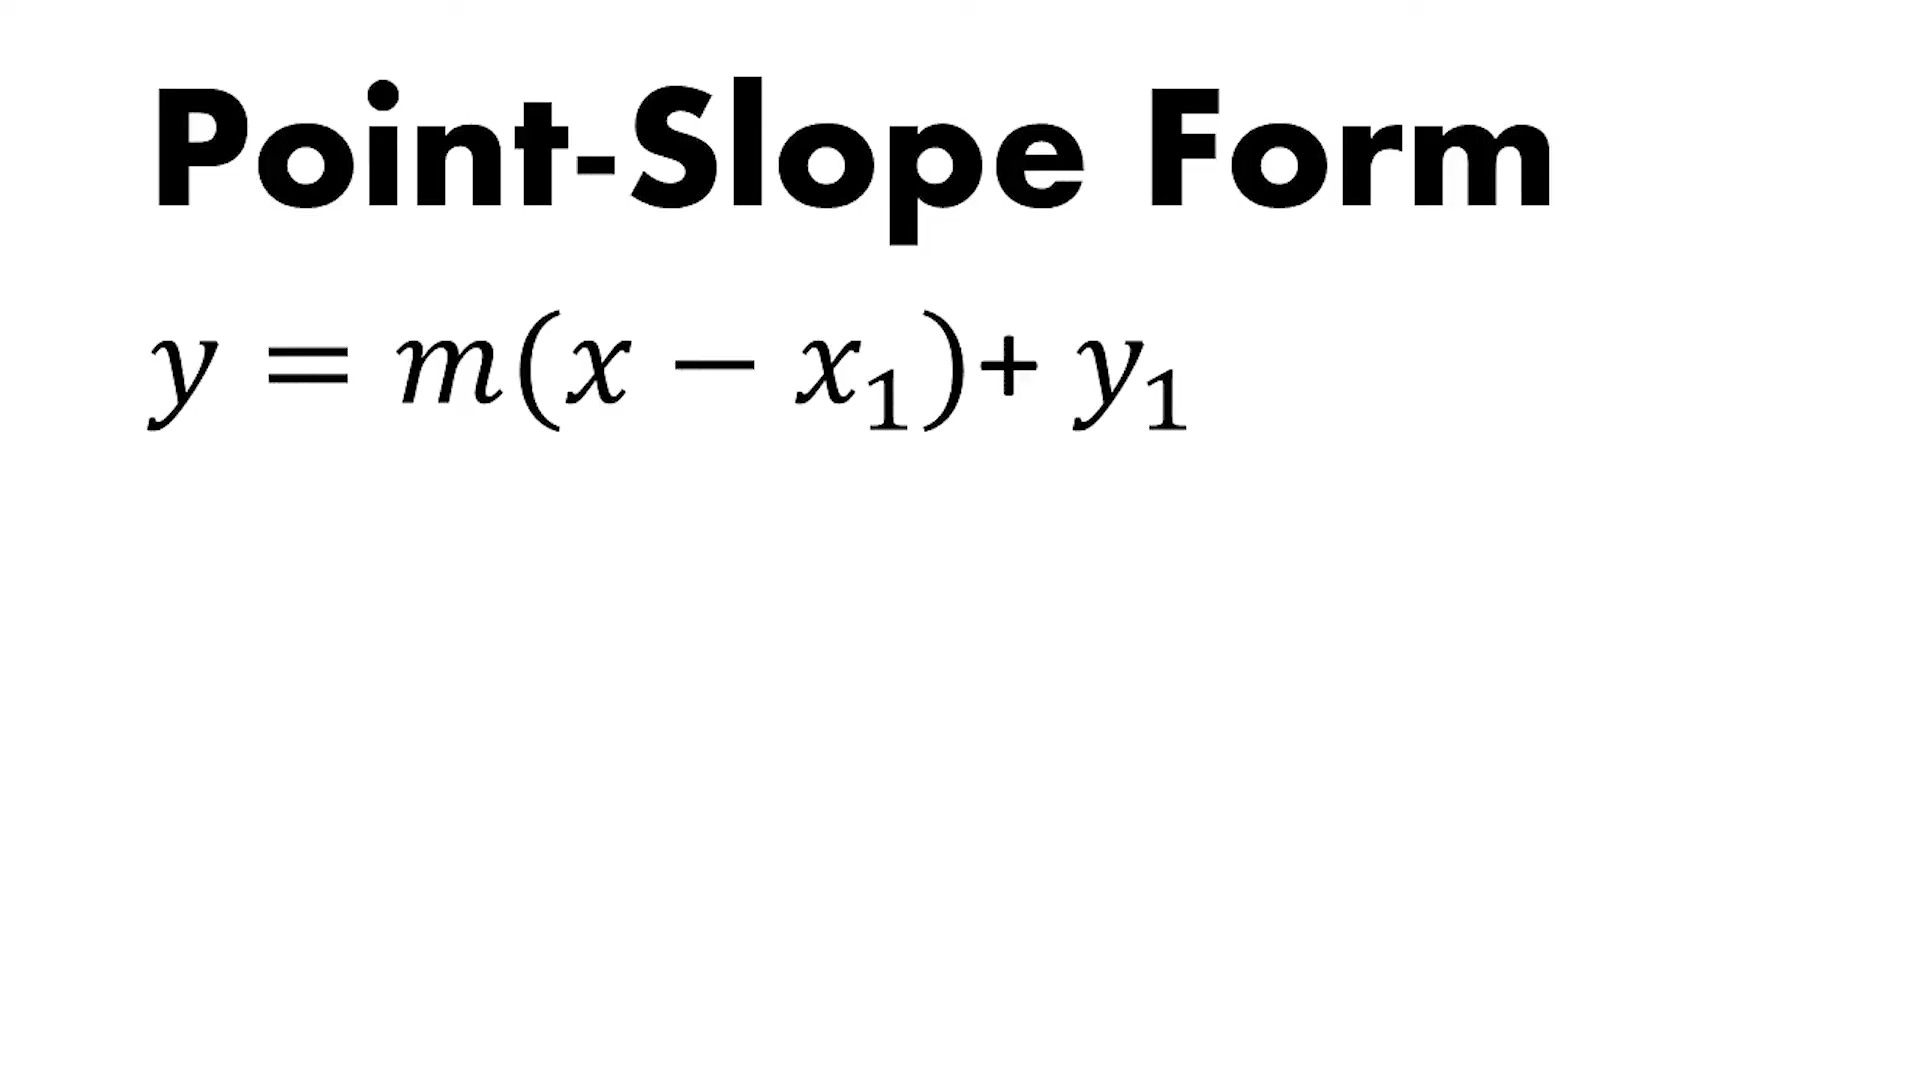 Point-Slope Form
y = m(x − x₁)+ y₁